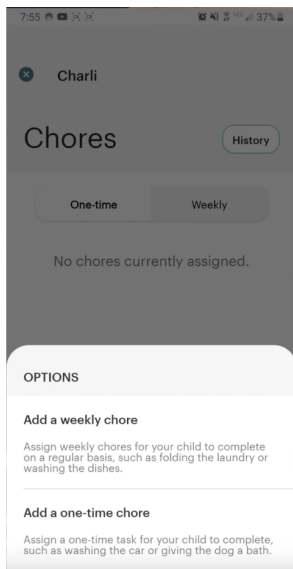 7:55
37%
Charli
Chores
History
One-time
Weekly
No chores currently assigned.
OPTIONS
Add a weekly chore
Assign weekly chores for your child to complete
on a regular basis, such as folding the laundry or
washing the dishes.
Add a one-time chore
Assign a one-time task for your child to complete,
such as washing the car or giving the dog a bath.